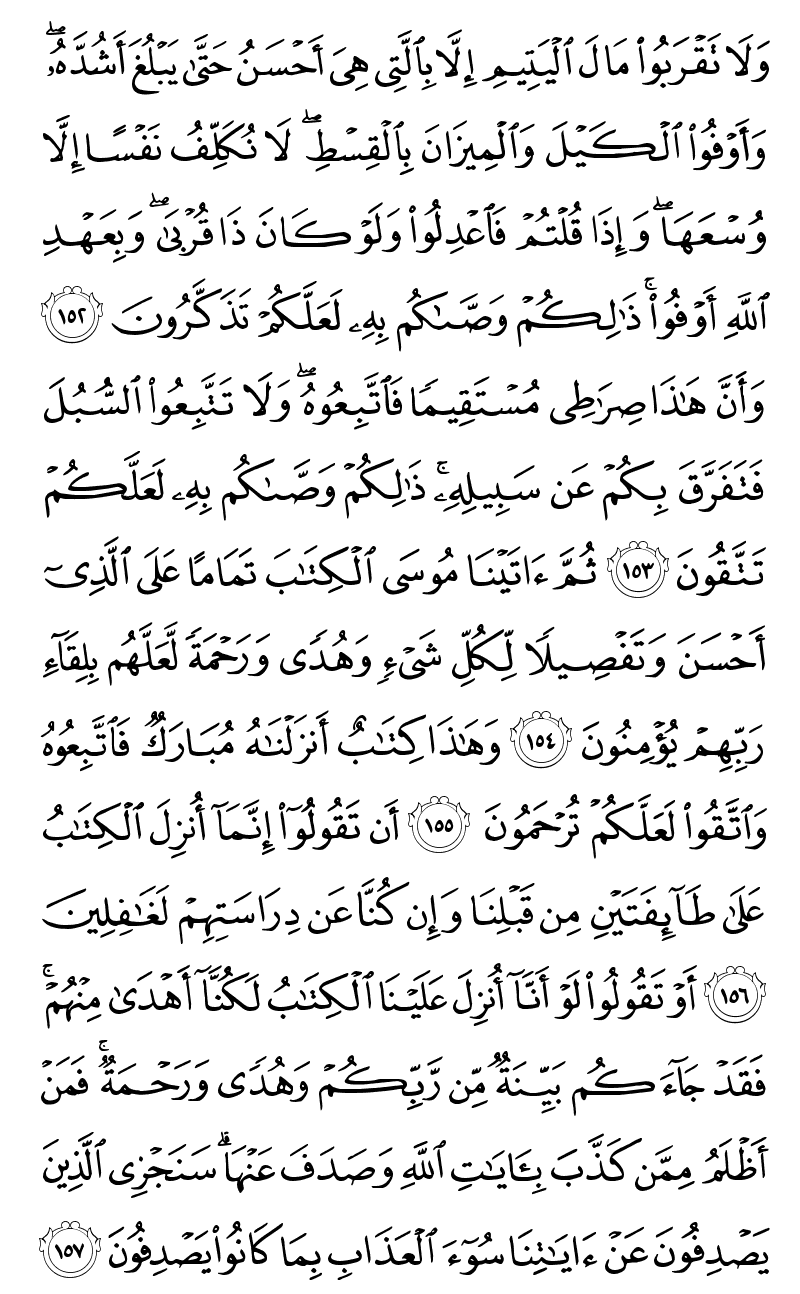 وَلَا تَقْرَبُوا۟ مَالَ ٱلْيَتِيمِ إِلَّا بِٱلَّتِى هِىَ أَحْسَنُ حَتَّىٰ يَبْلُغَ أَشُدَّهُۥ ۖ
وَأَوْفُوا۟ ٱلْكَيْلَ وَٱلْمِيزَانَ بِٱلْقِسْطِ ۖ لَا نُكَلِّفُ نَفْسًا إِلَّا
وُسْعَهَا ۖ وَإِذَا قُلْتُمْ فَٱعْدِلُوا۟ وَلَوْ كَانَ ذَا قُرْبَىٰ ۖ وَبِعَهْدِ
ٱللَّهِ أَوْفُوا۟ ۚ ذَٰلِكُمْ وَصَّىٰكُم بِهِۦ لَعَلَّكُمْ تَذَكَّرُونَ ١٥٢
وَأَنَّ هَٰذَا صِرَٰطِى مُسْتَقِيمًا فَٱتَّبِعُوهُ ۖ وَلَا تَتَّبِعُوا۟ ٱلسُّبُلَ
فَتَفَرَّقَ بِكُمْ عَن سَبِيلِهِۦ ۚ ذَٰلِكُمْ وَصَّىٰكُم بِهِۦ لَعَلَّكُمْ
تَتَّقُونَ ١٥٣ ثُمَّ ءَاتَيْنَا مُوسَى ٱلْكِتَٰبَ تَمَامًا عَلَى ٱلَّذِىٓ
أَحْسَنَ وَتَفْصِيلًا لِّكُلِّ شَىْءٍ وَهُدًى وَرَحْمَةً لَّعَلَّهُم بِلِقَآءِ
رَبِّهِمْ يُؤْمِنُونَ ١٥٤ وَهَٰذَا كِتَٰبٌ أَنزَلْنَٰهُ مُبَارَكٌ فَٱتَّبِعُوهُ
وَٱتَّقُوا۟ لَعَلَّكُمْ تُرْحَمُونَ ١٥٥ أَن تَقُولُوٓا۟ إِنَّمَآ أُنزِلَ ٱلْكِتَٰبُ
عَلَىٰ طَآئِفَتَيْنِ مِن قَبْلِنَا وَإِن كُنَّا عَن دِرَاسَتِهِمْ لَغَٰفِلِينَ
١٥٦ أَوْ تَقُولُوا۟ لَوْ أَنَّآ أُنزِلَ عَلَيْنَا ٱلْكِتَٰبُ لَكُنَّآ أَهْدَىٰ مِنْهُمْ ۚ
فَقَدْ جَآءَكُم بَيِّنَةٌ مِّن رَّبِّكُمْ وَهُدًى وَرَحْمَةٌ ۚ فَمَنْ
أَظْلَمُ مِمَّن كَذَّبَ بِـَٔايَٰتِ ٱللَّهِ وَصَدَفَ عَنْهَا ۗ سَنَجْزِى ٱلَّذِينَ
يَصْدِفُونَ عَنْ ءَايَٰتِنَا سُوٓءَ ٱلْعَذَابِ بِمَا كَانُوا۟ يَصْدِفُونَ ١٥٧